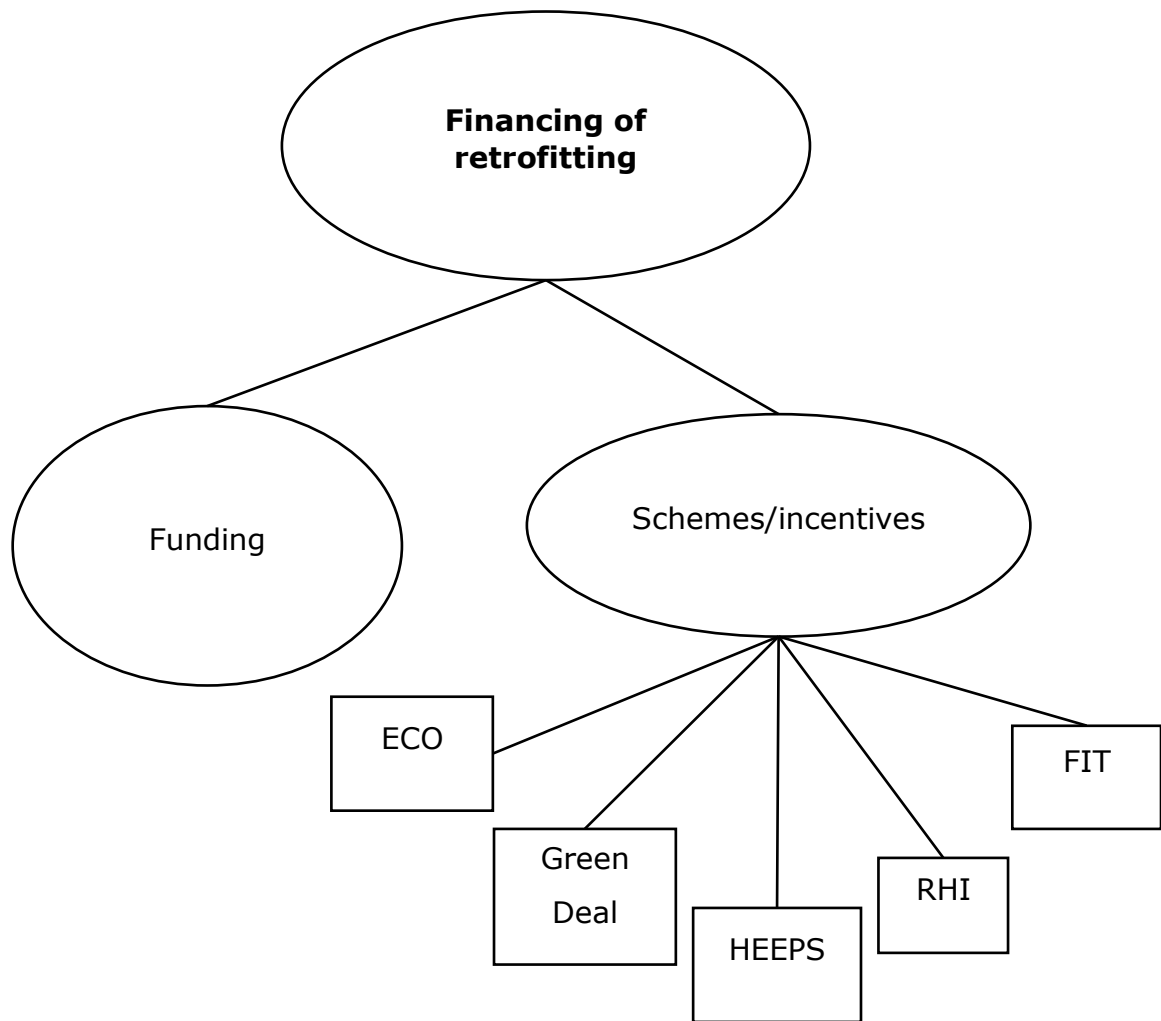 Financing of
retrofitting
Funding
Schemes/incentives
ECO
Green
Deal
HEEPS
RHI
FIT